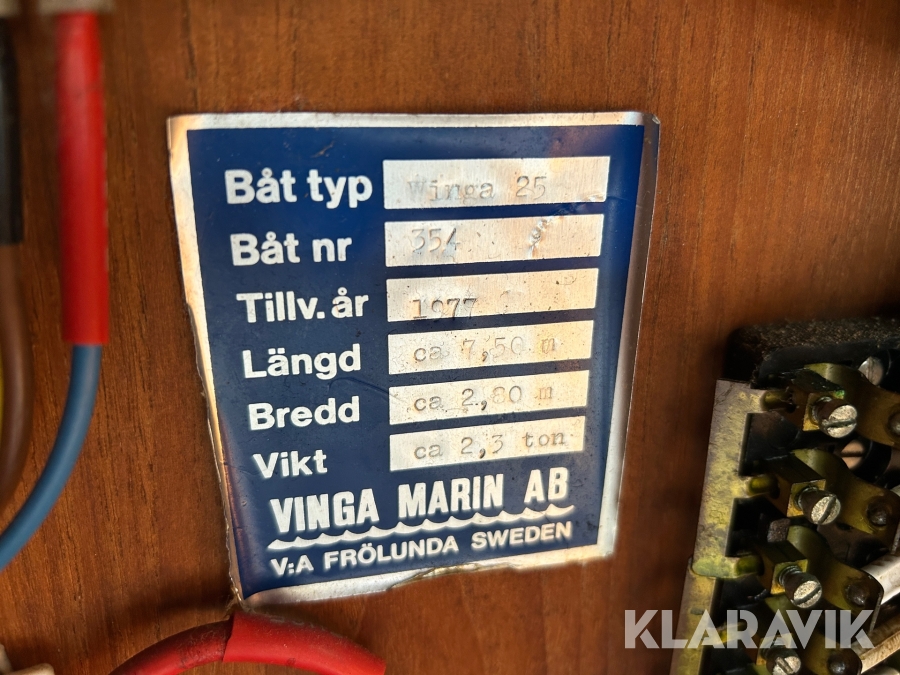 Båt typ Winga 25
Båt nr 354
Tillv. år 1977
Längd ca 7,50 m
Bredd ca 2,80 m
Vikt ca 2,3 ton
VINGA MARIN AB
V:A FRÖLUNDA SWEDEN
KLARAVIK